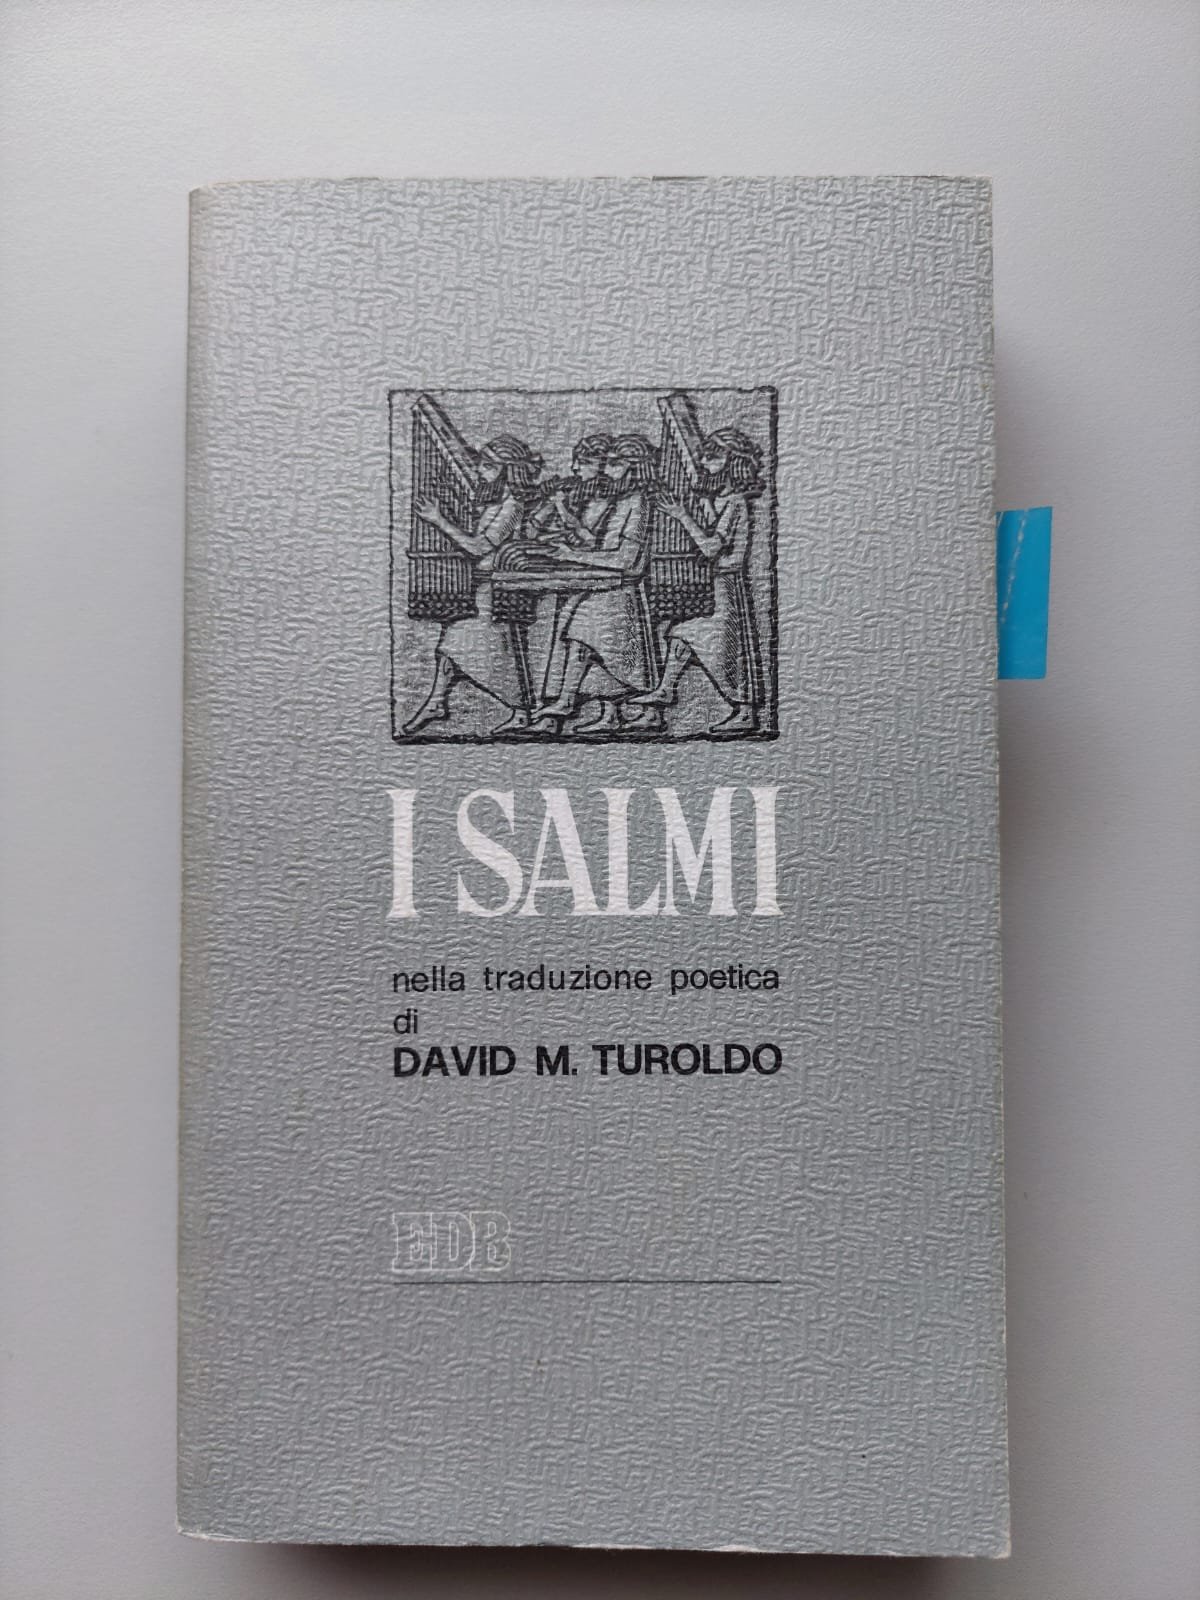 I SALMI
nella traduzione poetica
di
DAVID M. TUROLDO
EDB